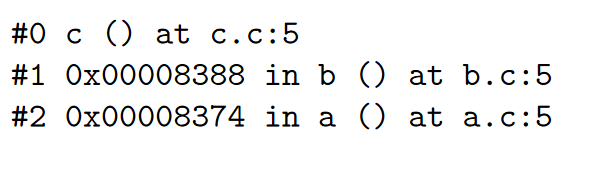 #0 c () at c.c:5
#1 0x00008388 in b () at b.c:5
#2 0x00008374 in a () at a.c:5